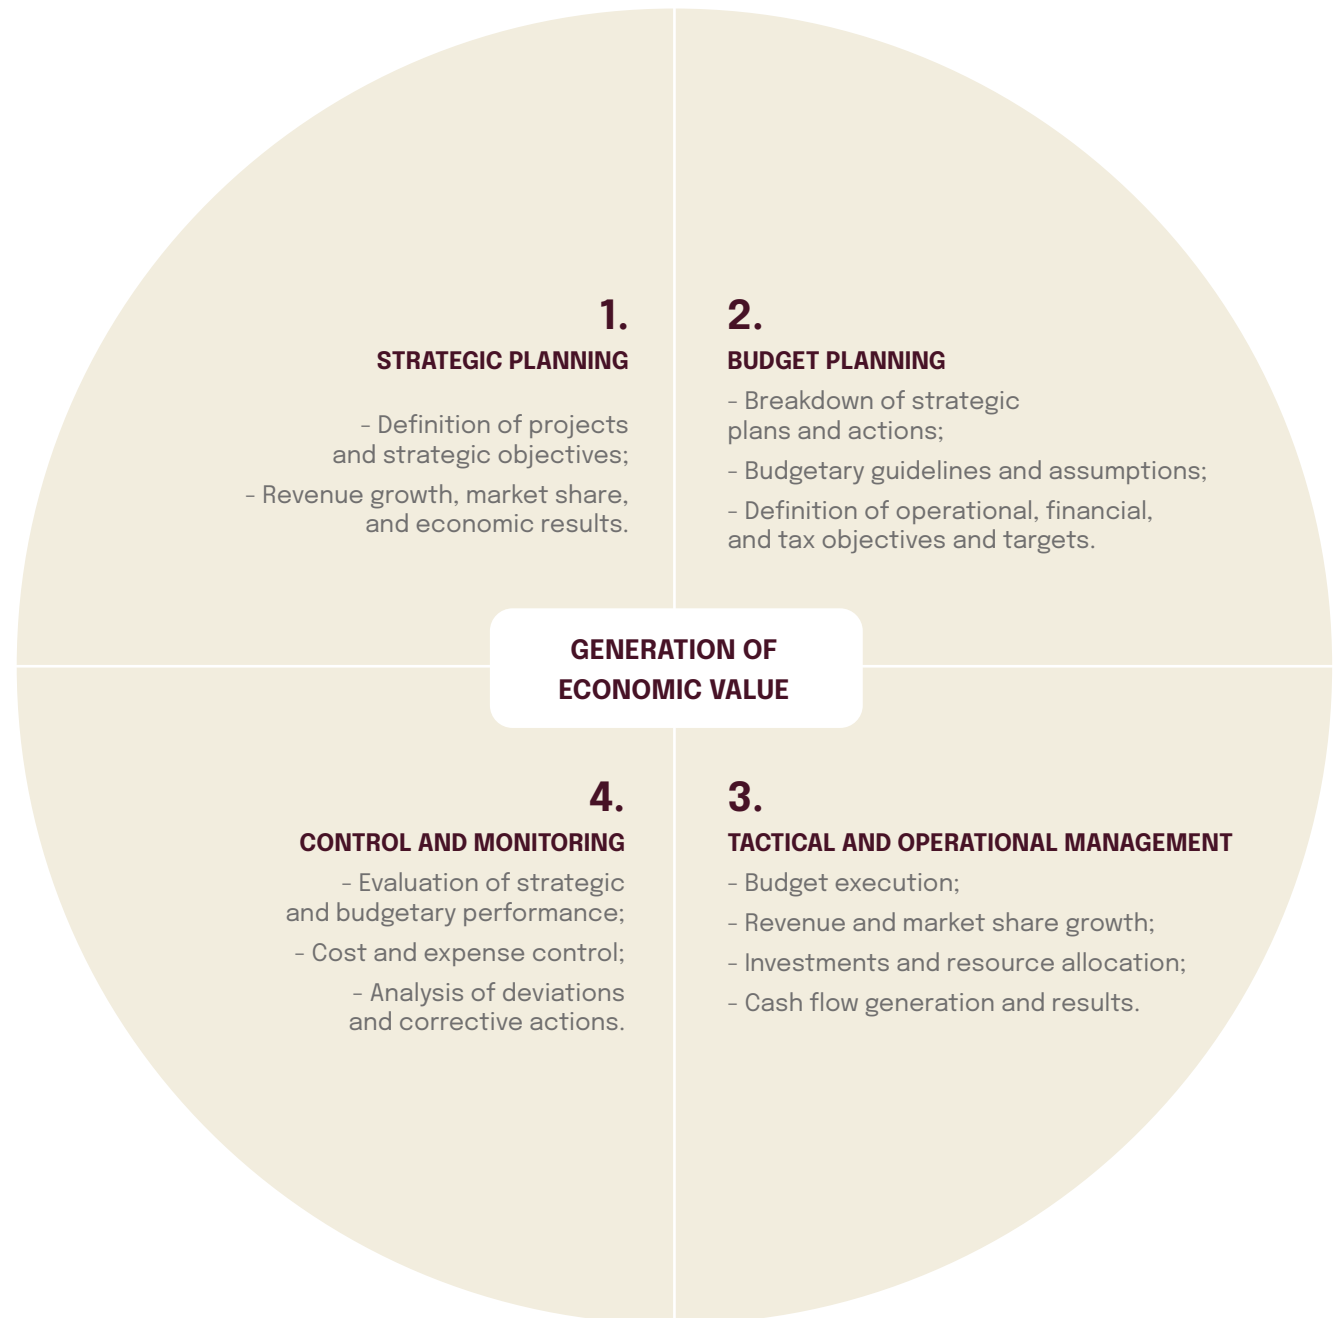 1.
STRATEGIC PLANNING
– Definition of projects
and strategic objectives;
– Revenue growth, market share,
and economic results.
2.
BUDGET PLANNING
– Breakdown of strategic
plans and actions;
– Budgetary guidelines and assumptions;
– Definition of operational, financial,
and tax objectives and targets.
GENERATION OF
ECONOMIC VALUE
4.
CONTROL AND MONITORING
– Evaluation of strategic
and budgetary performance;
– Cost and expense control;
– Analysis of deviations
and corrective actions.
3.
TACTICAL AND OPERATIONAL MANAGEMENT
– Budget execution;
– Revenue and market share growth;
– Investments and resource allocation;
– Cash flow generation and results.